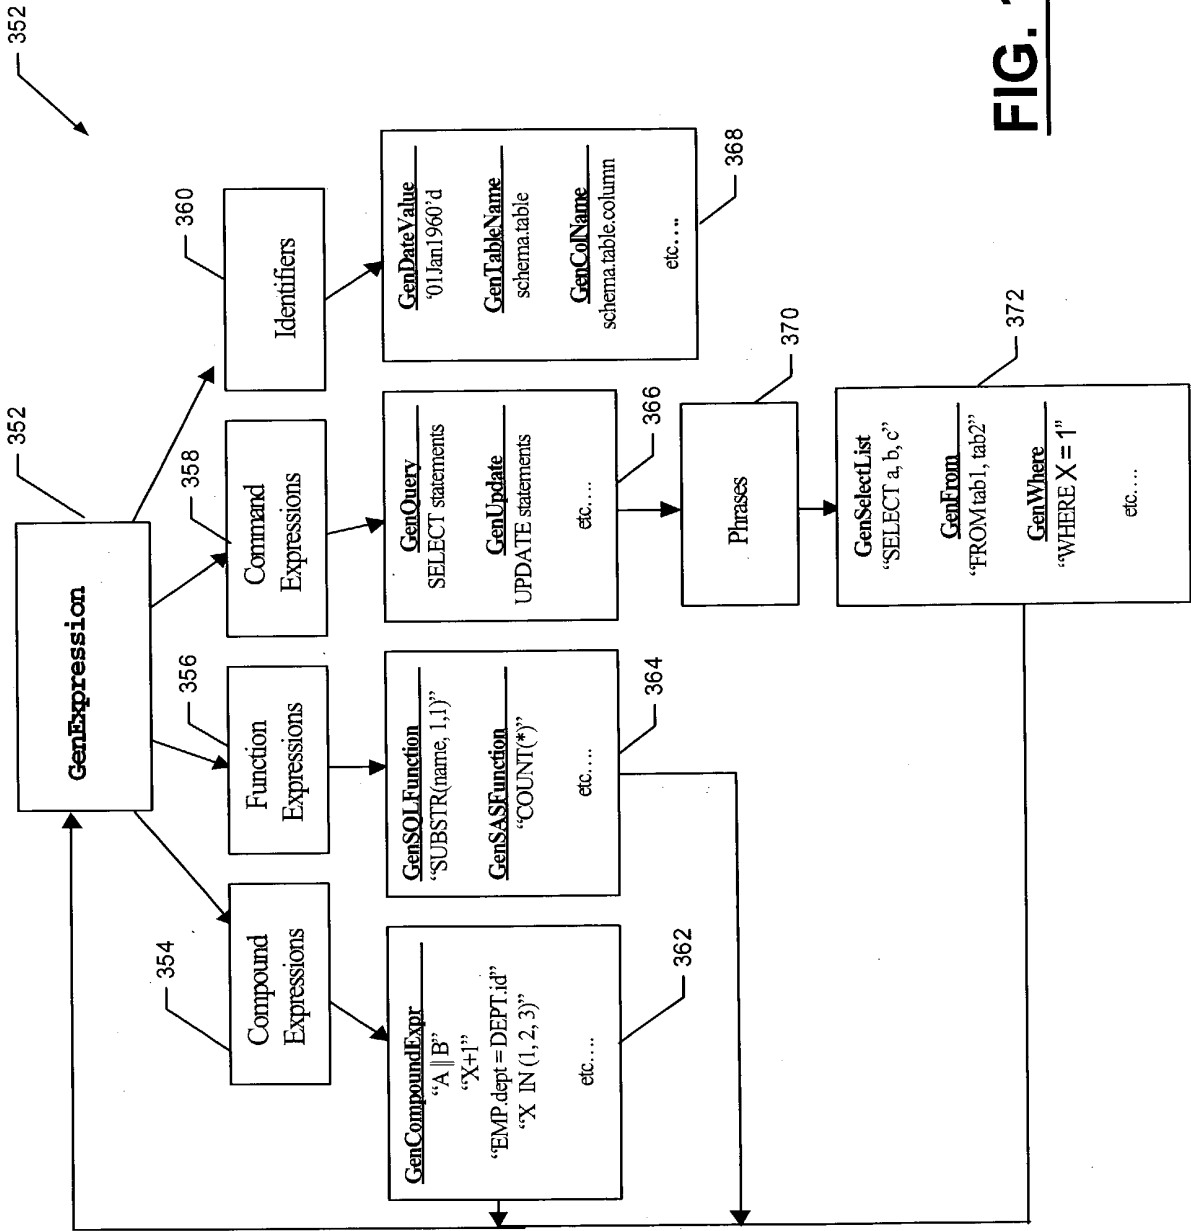 352
352
GenExpression
354
356
358
360
Compound
Expressions
Function
Expressions
Command
Expressions
Identifiers
GenCompoundExpr
“A || B”
“X+1”
“EMP.dept = DEPT.id”
“X IN (1, 2, 3)”
etc….
362
GenSQLFunction
“SUBSTR(name, 1,1)”
GenSASFunction
“COUNT(*)”
etc….
364
GenQuery
SELECT statements
GenUpdate
UPDATE statements
etc….
366
GenDateValue
‘01Jan1960’d
GenTableName
schema.table
GenColName
schema.table.column
etc….
368
Phrases
370
GenSelectList
“SELECT a, b, c”
GenFrom
“FROM tab1, tab2”
GenWhere
“WHERE X = 1”
etc….
372
FIG.